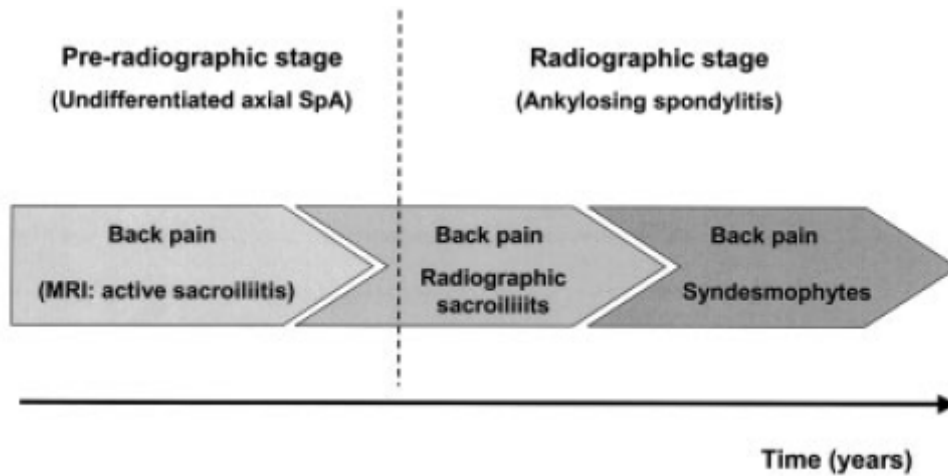 Pre-radiographic stage
(Undifferentiated axial SpA)
Radiographic stage
(Ankylosing spondylitis)
Back pain
(MRI: active sacroiliitis)
Back pain
Radiographic
sacroiliiits
Back pain
Syndesmophytes
Time (years)